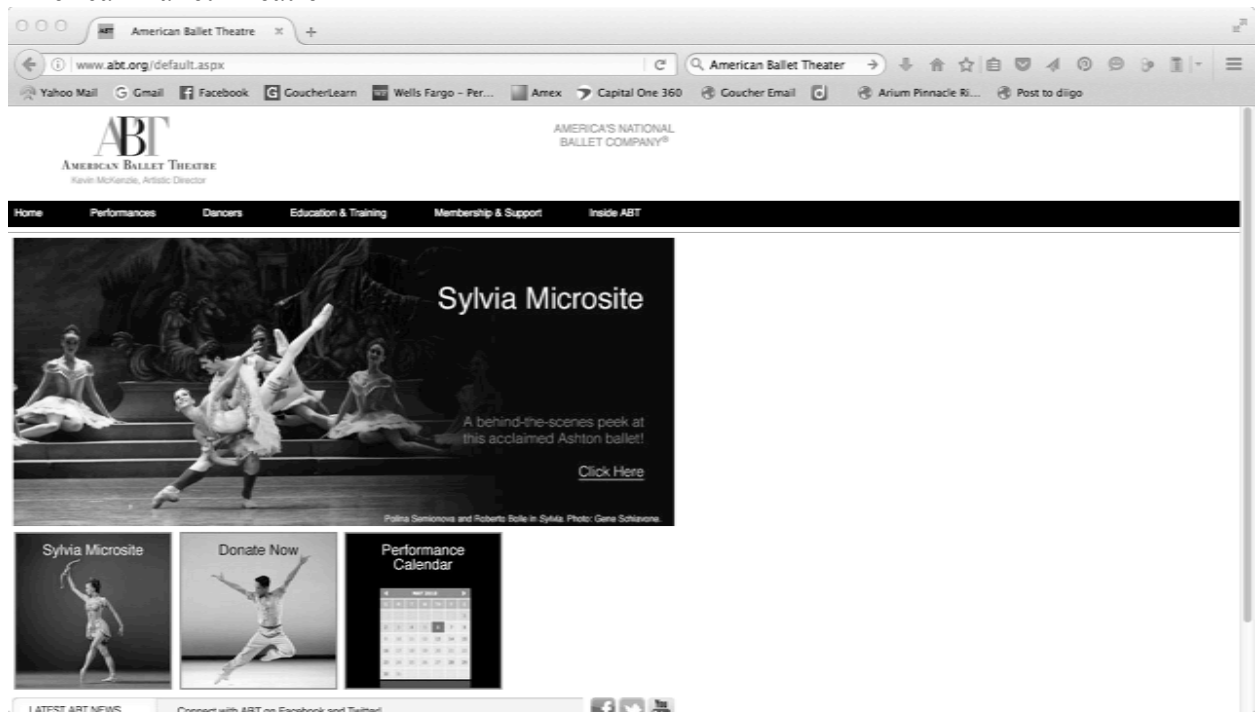 American Ballet Theatre
www.abt.org/default.aspx
American Ballet Theater
Yahoo Mail Gmail Facebook GoucherLearn Wells Fargo – Per... Amex Capital One 360 Goucher Email Arium Pinnacle Ri... Post to diigo
ABT
AMERICAN BALLET THEATRE
Kevin McKenzie, Artistic Director
AMERICA'S NATIONAL
BALLET COMPANY®
Home Performances Dancers Education & Training Membership & Support Inside ABT
Sylvia Microsite
A behind-the-scenes peek at
this acclaimed Ashton ballet!
Click Here
Polina Semionova and Roberto Bolle in Sylvia. Photo: Gene Schiavone.
Sylvia Microsite
Donate Now
Performance
Calendar
LATEST ABT NEWS
Connect with ABT on Facebook and Twitter!